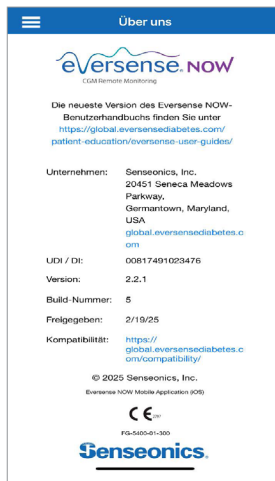 Über uns
eversense® NOW
CGM Remote Monitoring
Die neueste Version des Eversense NOW-
Benutzerhandbuchs finden Sie unter
https://global.eversensediabetes.com/
patient-education/eversense-user-guides/
Unternehmen: Senseonics, Inc.
20451 Seneca Meadows
Parkway,
Germantown, Maryland,
USA
global.eversensediabetes.c
om
UDI / DI: 00817491023476
Version: 2.2.1
Build-Nummer: 5
Freigegeben: 2/19/25
Kompatibilität: https://
global.eversensediabetes.c
om/compatibility/
© 2025 Senseonics, Inc.
Eversense NOW Mobile Application (iOS)
CE
FG-5400-01-300
Senseonics.